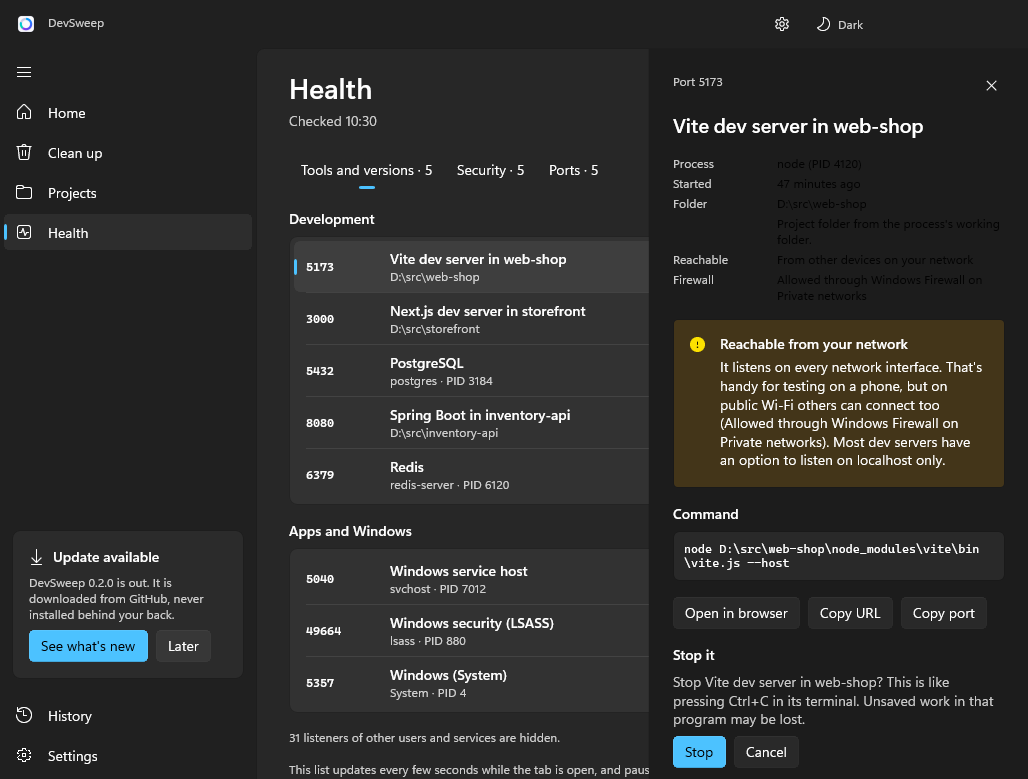 DevSweep
Dark
Home
Clean up
Projects
Health
Update available
DevSweep 0.2.0 is out. It is
downloaded from GitHub, never
installed behind your back.
See what's new
Later
History
Settings
Health
Checked 10:30
Tools and versions · 5
Security · 5
Ports · 5
Development
5173
Vite dev server in web-shop
D:\src\web-shop
3000
Next.js dev server in storefront
D:\src\storefront
5432
PostgreSQL
postgres · PID 3184
8080
Spring Boot in inventory-api
D:\src\inventory-api
6379
Redis
redis-server · PID 6120
Apps and Windows
5040
Windows service host
svchost · PID 7012
49664
Windows security (LSASS)
lsass · PID 880
5357
Windows (System)
System · PID 4
31 listeners of other users and services are hidden.
This list updates every few seconds while the tab is open, and paus
Port 5173
Vite dev server in web-shop
Process
node (PID 4120)
Started
47 minutes ago
Folder
D:\src\web-shop
Project folder from the process's working
folder.
Reachable
From other devices on your network
Firewall
Allowed through Windows Firewall on
Private networks
Reachable from your network
It listens on every network interface. That's
handy for testing on a phone, but on
public Wi-Fi others can connect too
(Allowed through Windows Firewall on
Private networks). Most dev servers have
an option to listen on localhost only.
Command
node D:\src\web-shop\node_modules\vite\bin
\vite.js --host
Open in browser
Copy URL
Copy port
Stop it
Stop Vite dev server in web-shop? This is like
pressing Ctrl+C in its terminal. Unsaved work in that
program may be lost.
Stop
Cancel